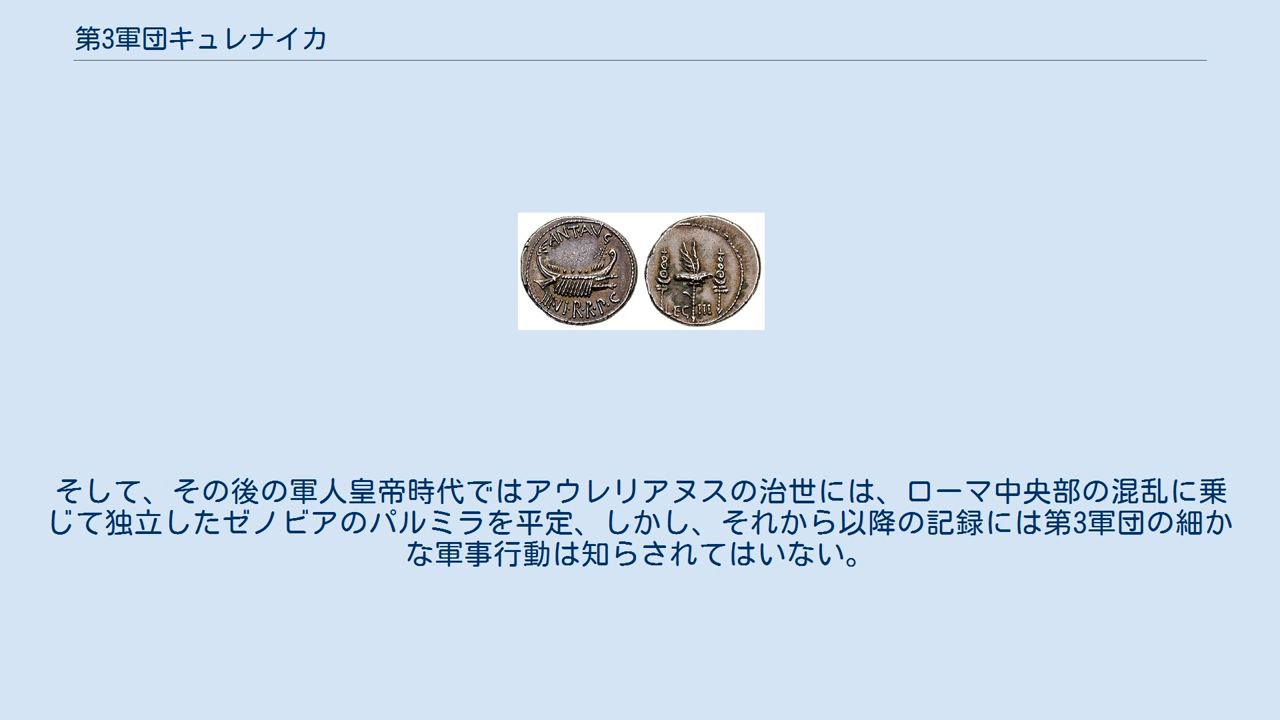 第3軍団キュレナイカ
ANT·AVG
III·VIR·R·P·C
LEG III
そして、その後の軍人皇帝時代ではアウレリアヌスの治世には、ローマ中央部の混乱に乗
じて独立したゼノビアのパルミラを平定、しかし、それから以降の記録には第3軍団の細か
な軍事行動は知らされてはいない。